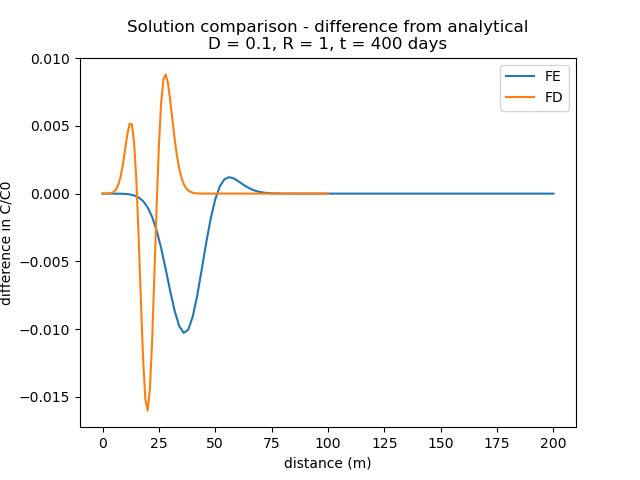 Solution comparison - difference from analytical
D = 0.1, R = 1, t = 400 days
0.010
0.005
0.000
−0.005
−0.010
−0.015
difference in C/C0
FE
FD
0 25 50 75 100 125 150 175 200
distance (m)